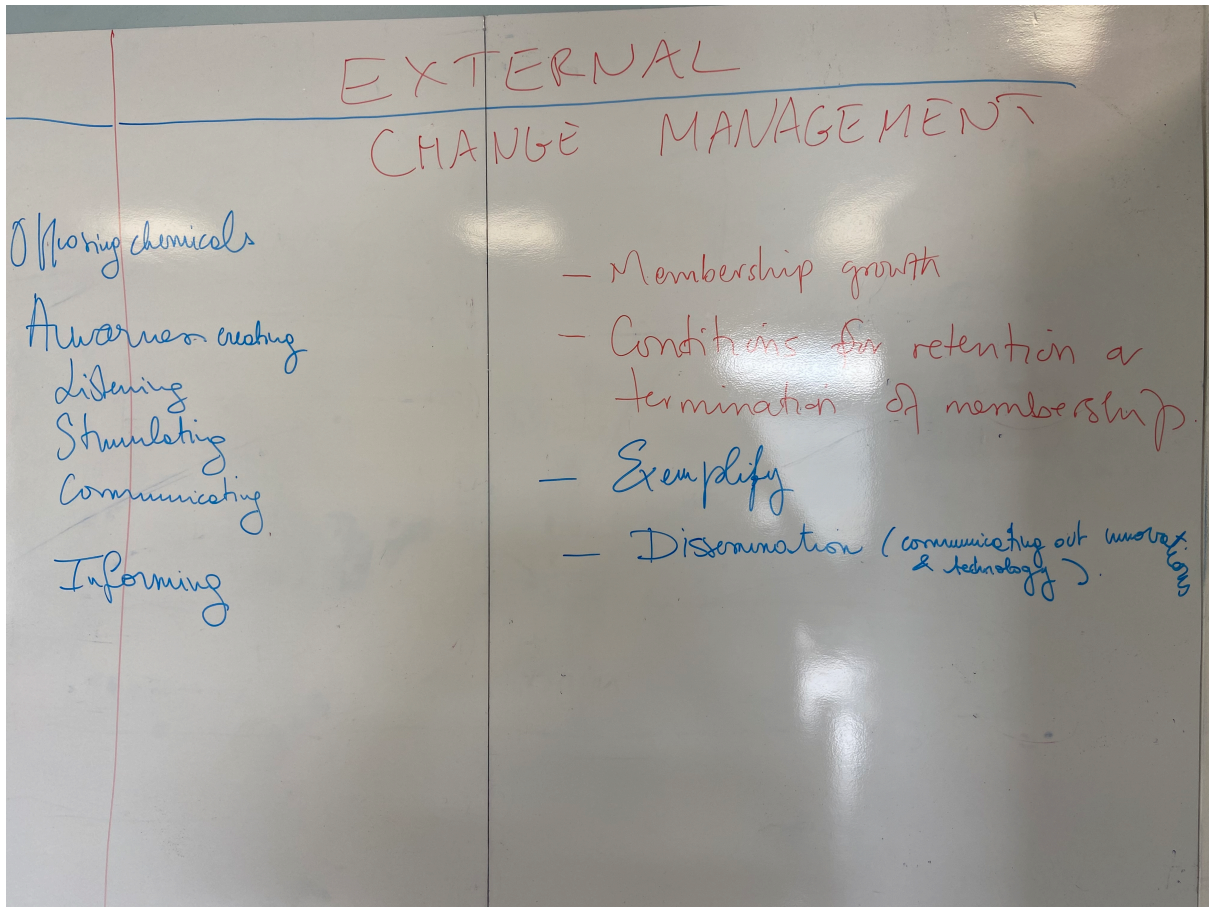 EXTERNAL
CHANGE MANAGEMENT
Opposing chemicals
Awarness creating
Listening
Stimulating
Communicating
Informing
— Membership growth
— Conditions for retention or
termination of membership.
— Exemplify
— Dissemination (communicating out innovations
& technology)